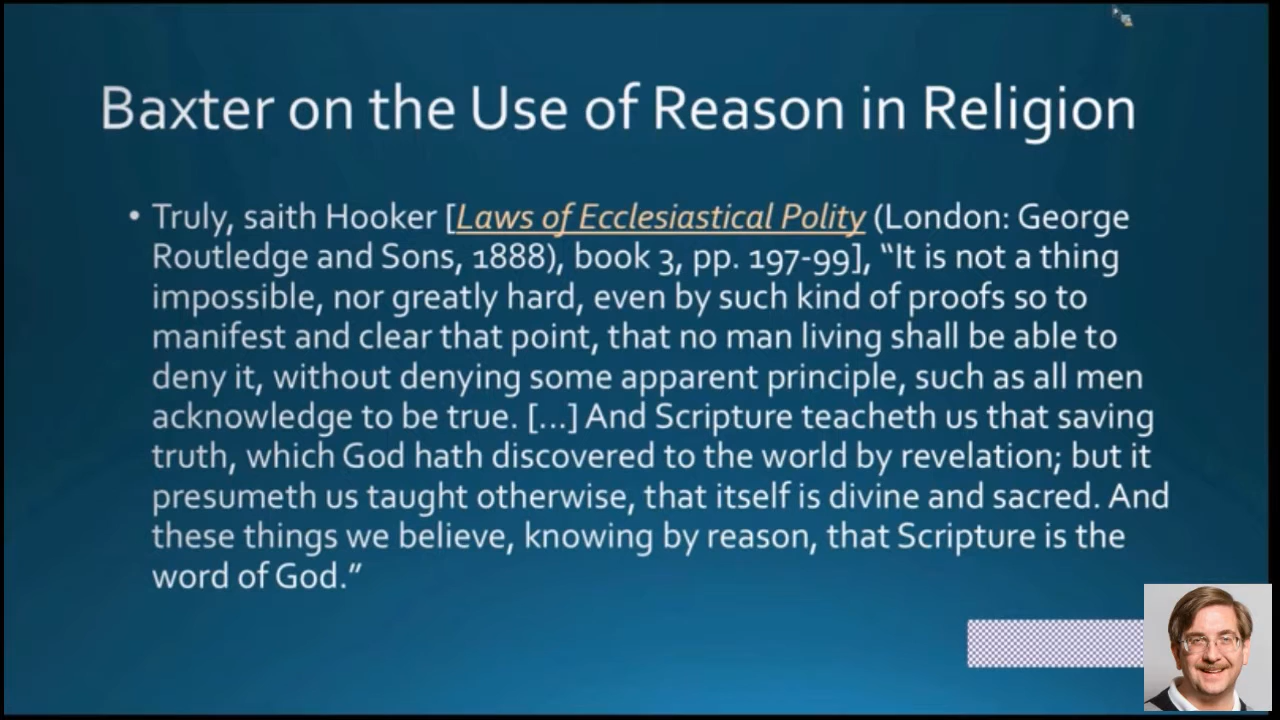 Baxter on the Use of Reason in Religion
• Truly, saith Hooker [Laws of Ecclesiastical Polity (London: George
Routledge and Sons, 1888), book 3, pp. 197-99], “It is not a thing
impossible, nor greatly hard, even by such kind of proofs so to
manifest and clear that point, that no man living shall be able to
deny it, without denying some apparent principle, such as all men
acknowledge to be true. […] And Scripture teacheth us that saving
truth, which God hath discovered to the world by revelation; but it
presumeth us taught otherwise, that itself is divine and sacred. And
these things we believe, knowing by reason, that Scripture is the
word of God.”